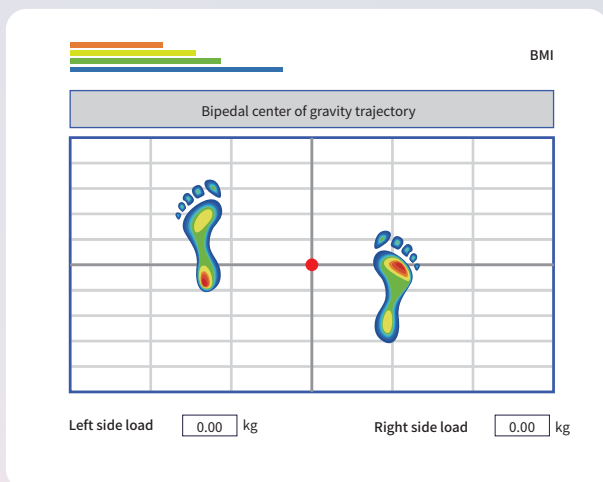 BMI
Bipedal center of gravity trajectory
Left side load 0.00 kg Right side load 0.00 kg